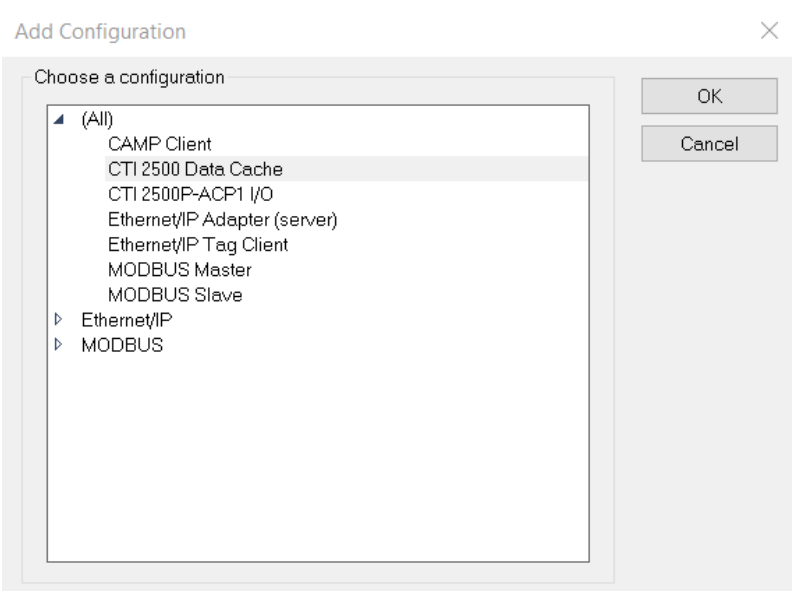 Add Configuration
Choose a configuration
OK
Cancel
(All)
CAMP Client
CTI 2500 Data Cache
CTI 2500P-ACP1 I/O
Ethernet/IP Adapter (server)
Ethernet/IP Tag Client
MODBUS Master
MODBUS Slave
Ethernet/IP
MODBUS